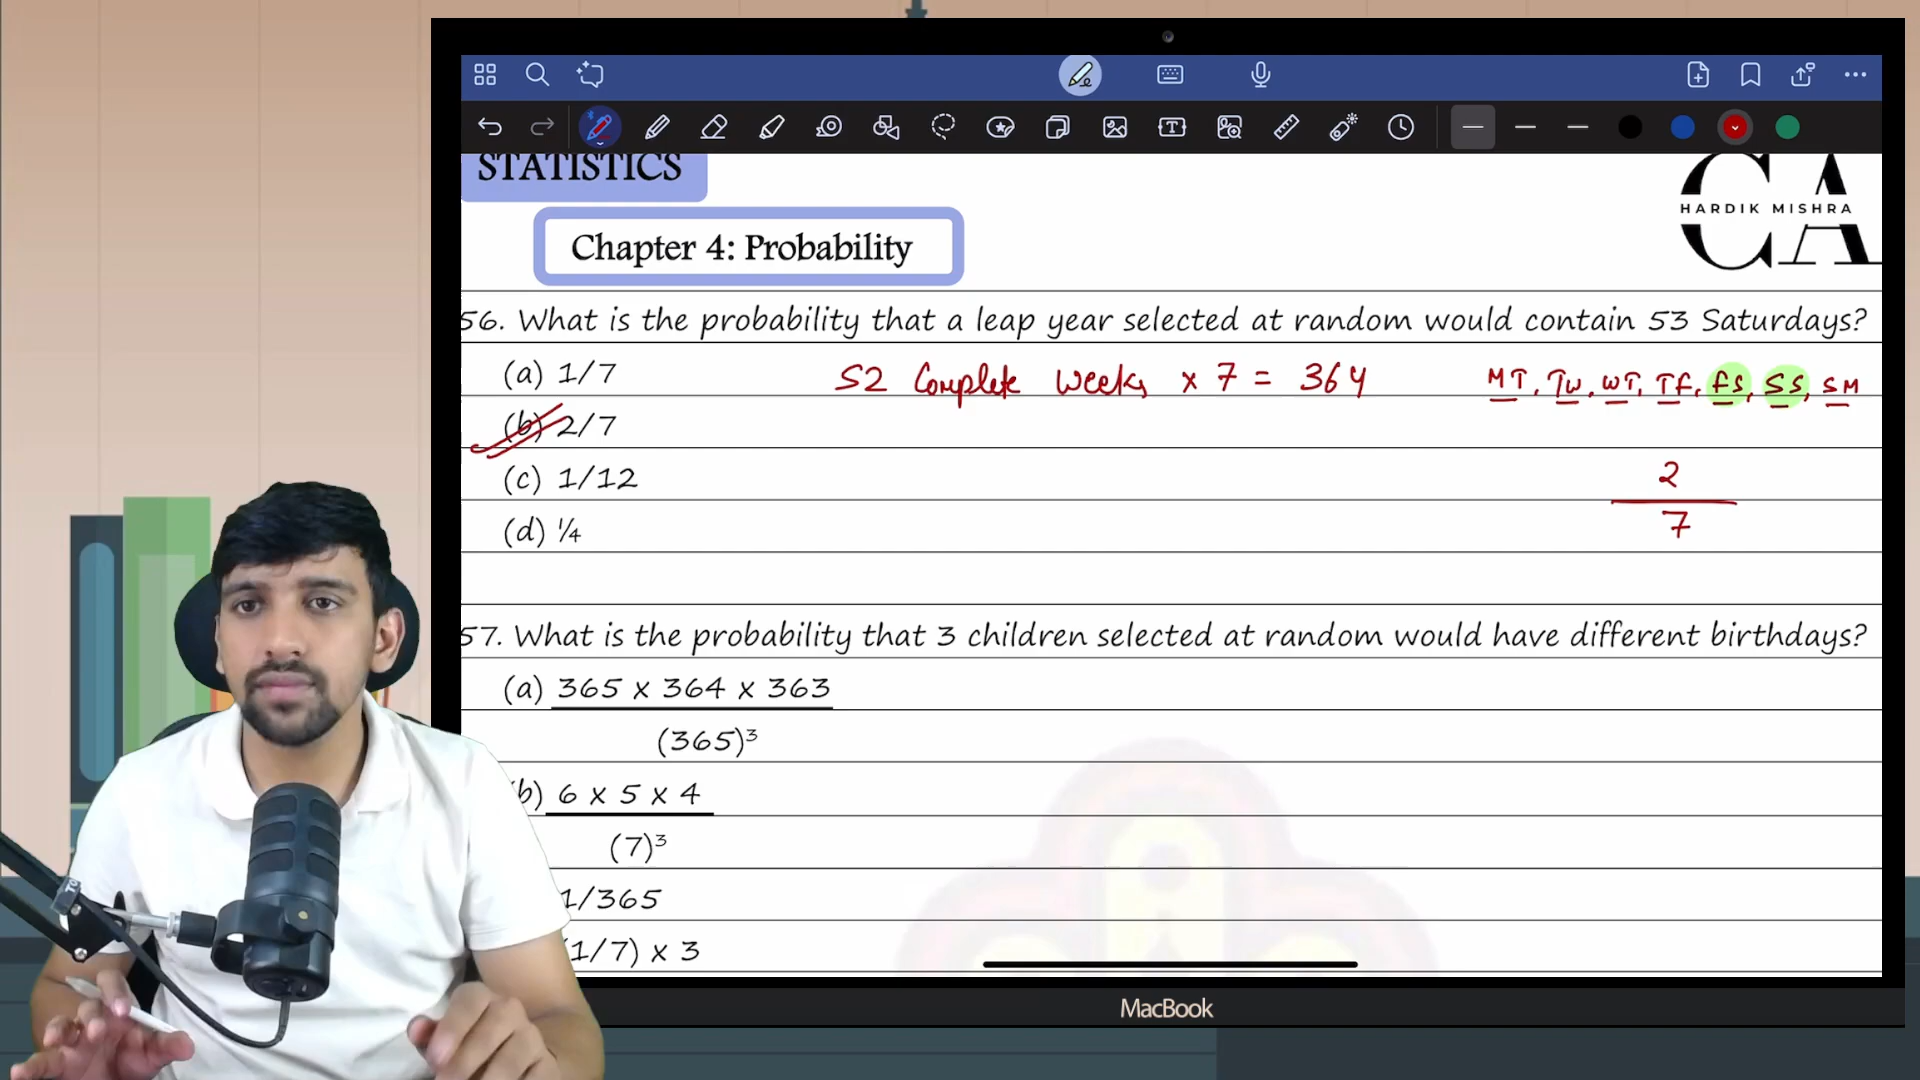 STATISTICS
Chapter 4: Probability
CA
HARDIK MISHRA
56. What is the probability that a leap year selected at random would contain 53 Saturdays?
(a) 1/7
52 Complete weeks x 7 = 364
MT, TW, WT, TF, FS, SS, SM
(b) 2/7
(c) 1/12
2
7
(d) ¼
57. What is the probability that 3 children selected at random would have different birthdays?
(a) 365 x 364 x 363
(365)³
b) 6 x 5 x 4
(7)³
1/365
(1/7) x 3
MacBook